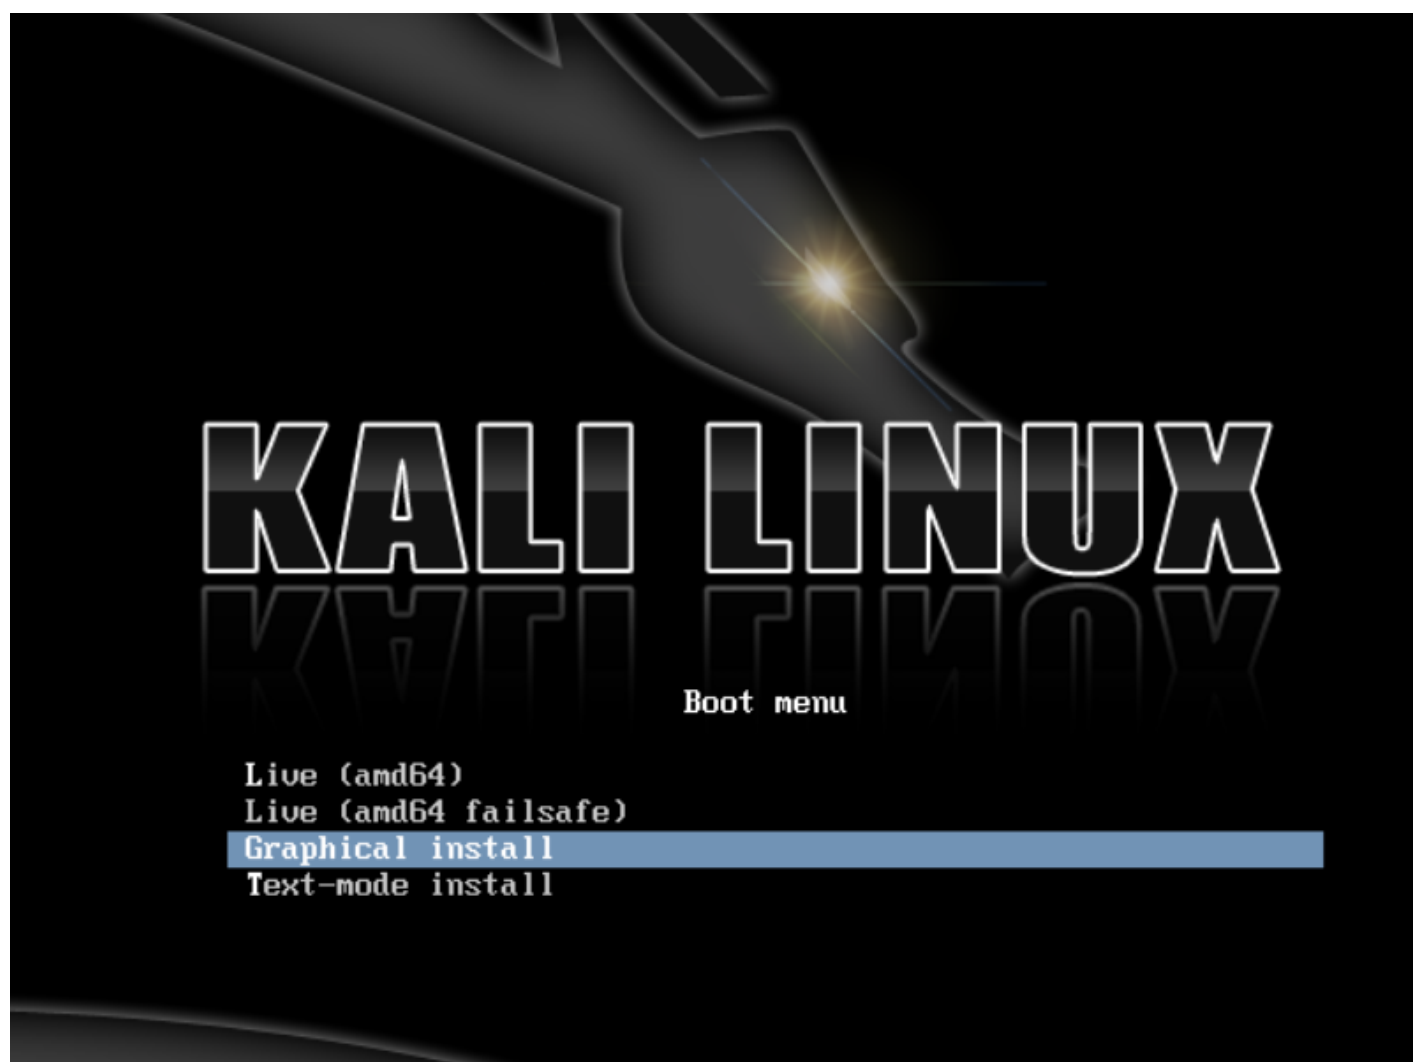 KALI LINUX
Boot menu
Live (amd64)
Live (amd64 failsafe)
Graphical install
Text-mode install